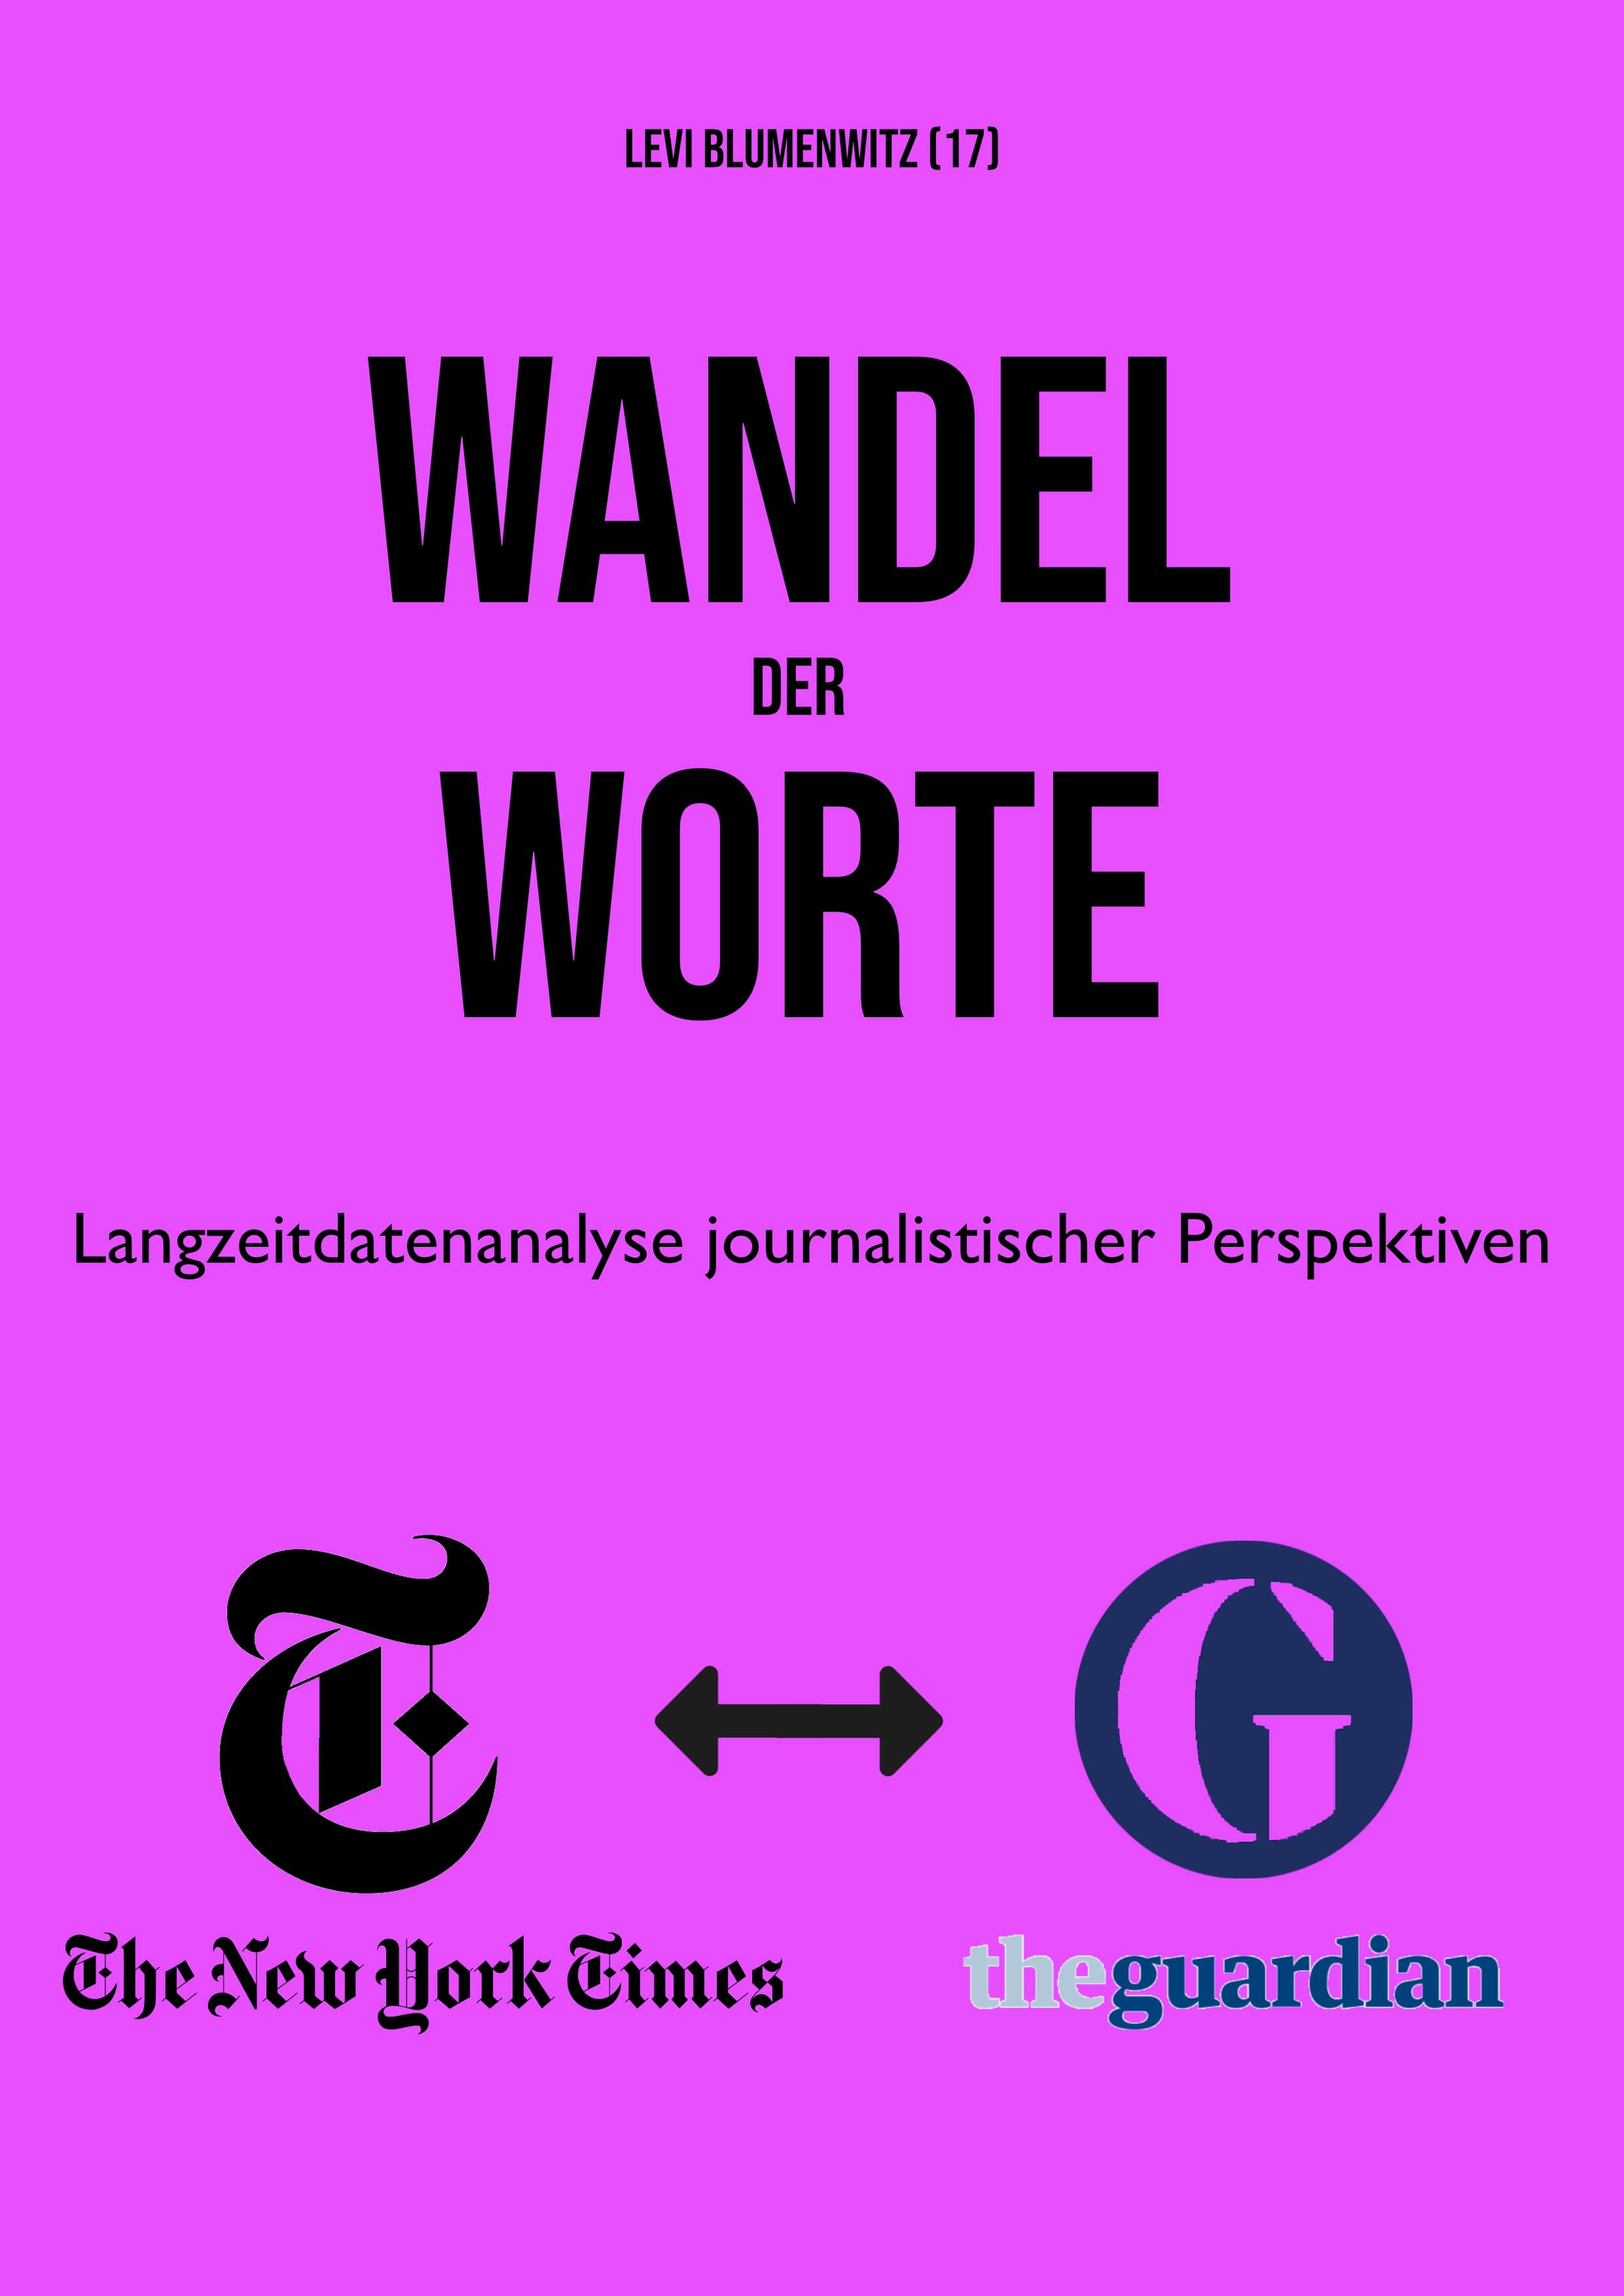 LEVI BLUMENWITZ (17)
WANDEL
DER
WORTE
Langzeitdatenanalyse journalistischer Perspektiven
T
G
The New York Times
theguardian